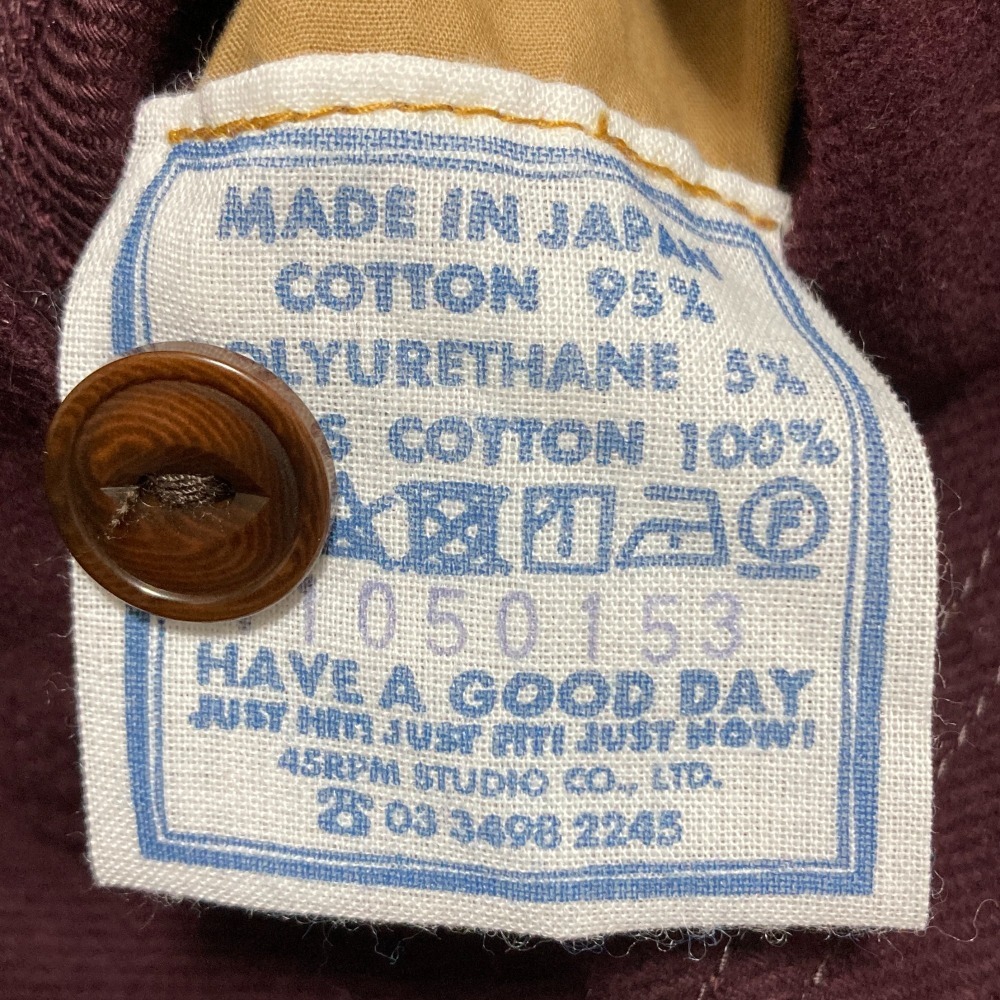 MADE IN JAPAN
COTTON 95%
OLYURETHANE 5%
S COTTON 100%
F
1050153
HAVE A GOOD DAY
JUST HIT! JUST FIT! JUST NOW!
45RPM STUDIO CO., LTD.
☎ 03 3498 2245